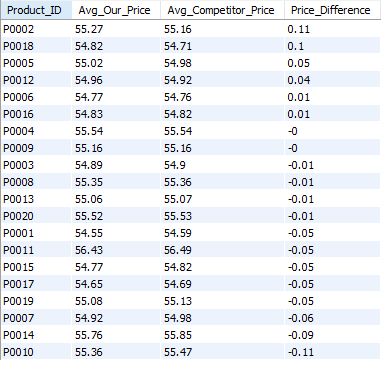 Product_ID Avg_Our_Price Avg_Competitor_Price Price_Difference
P0002 55.27 55.16 0.11
P0018 54.82 54.71 0.1
P0005 55.02 54.98 0.05
P0012 54.96 54.92 0.04
P0006 54.77 54.76 0.01
P0016 54.83 54.82 0.01
P0004 55.54 55.54 -0
P0009 55.16 55.16 -0
P0003 54.89 54.9 -0.01
P0008 55.35 55.36 -0.01
P0013 55.06 55.07 -0.01
P0020 55.52 55.53 -0.01
P0001 54.55 54.59 -0.05
P0011 56.43 56.49 -0.05
P0015 54.77 54.82 -0.05
P0017 54.65 54.69 -0.05
P0019 55.08 55.13 -0.05
P0007 54.92 54.98 -0.06
P0014 55.76 55.85 -0.09
P0010 55.36 55.47 -0.11